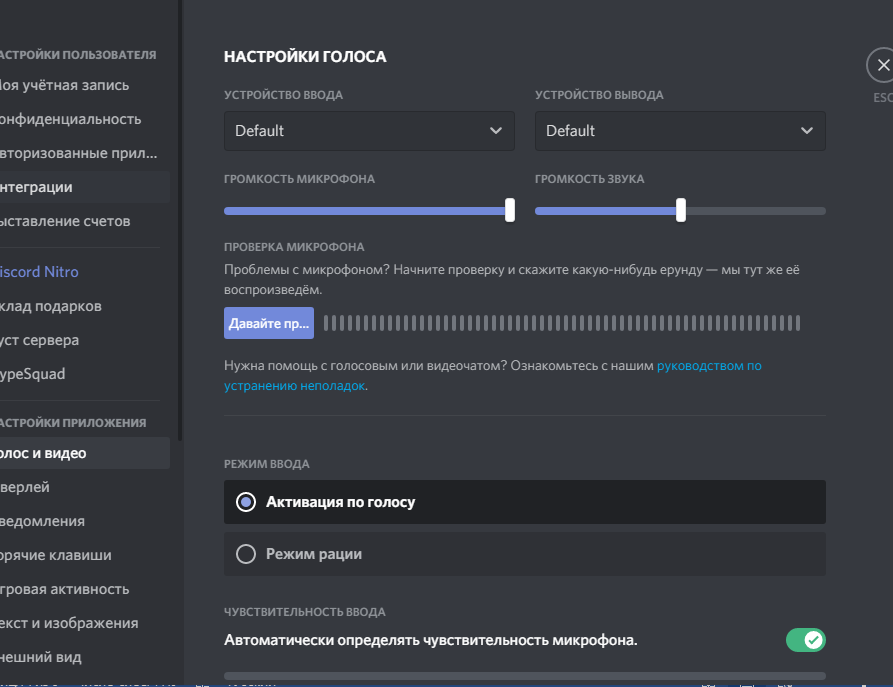 АСТРОЙКИ ПОЛЬЗОВАТЕЛЯ
оя учётная запись
онфиденциальность
вторизованные прил...
нтеграции
ыставление счетов
iscord Nitro
клад подарков
уст сервера
ypeSquad
АСТРОЙКИ ПРИЛОЖЕНИЯ
олос и видео
верлей
ведомления
орячие клавиши
гровая активность
екст и изображения
нешний вид
НАСТРОЙКИ ГОЛОСА
УСТРОЙСТВО ВВОДА
Default
УСТРОЙСТВО ВЫВОДА
Default
ГРОМКОСТЬ МИКРОФОНА
ГРОМКОСТЬ ЗВУКА
ПРОВЕРКА МИКРОФОНА
Проблемы с микрофоном? Начните проверку и скажите какую-нибудь ерунду — мы тут же её
воспроизведём.
Давайте пр...
Нужна помощь с голосовым или видеочатом? Ознакомьтесь с нашим руководством по
устранению неполадок.
РЕЖИМ ВВОДА
Активация по голосу
Режим рации
ЧУВСТВИТЕЛЬНОСТЬ ВВОДА
Автоматически определять чувствительность микрофона.
ESC